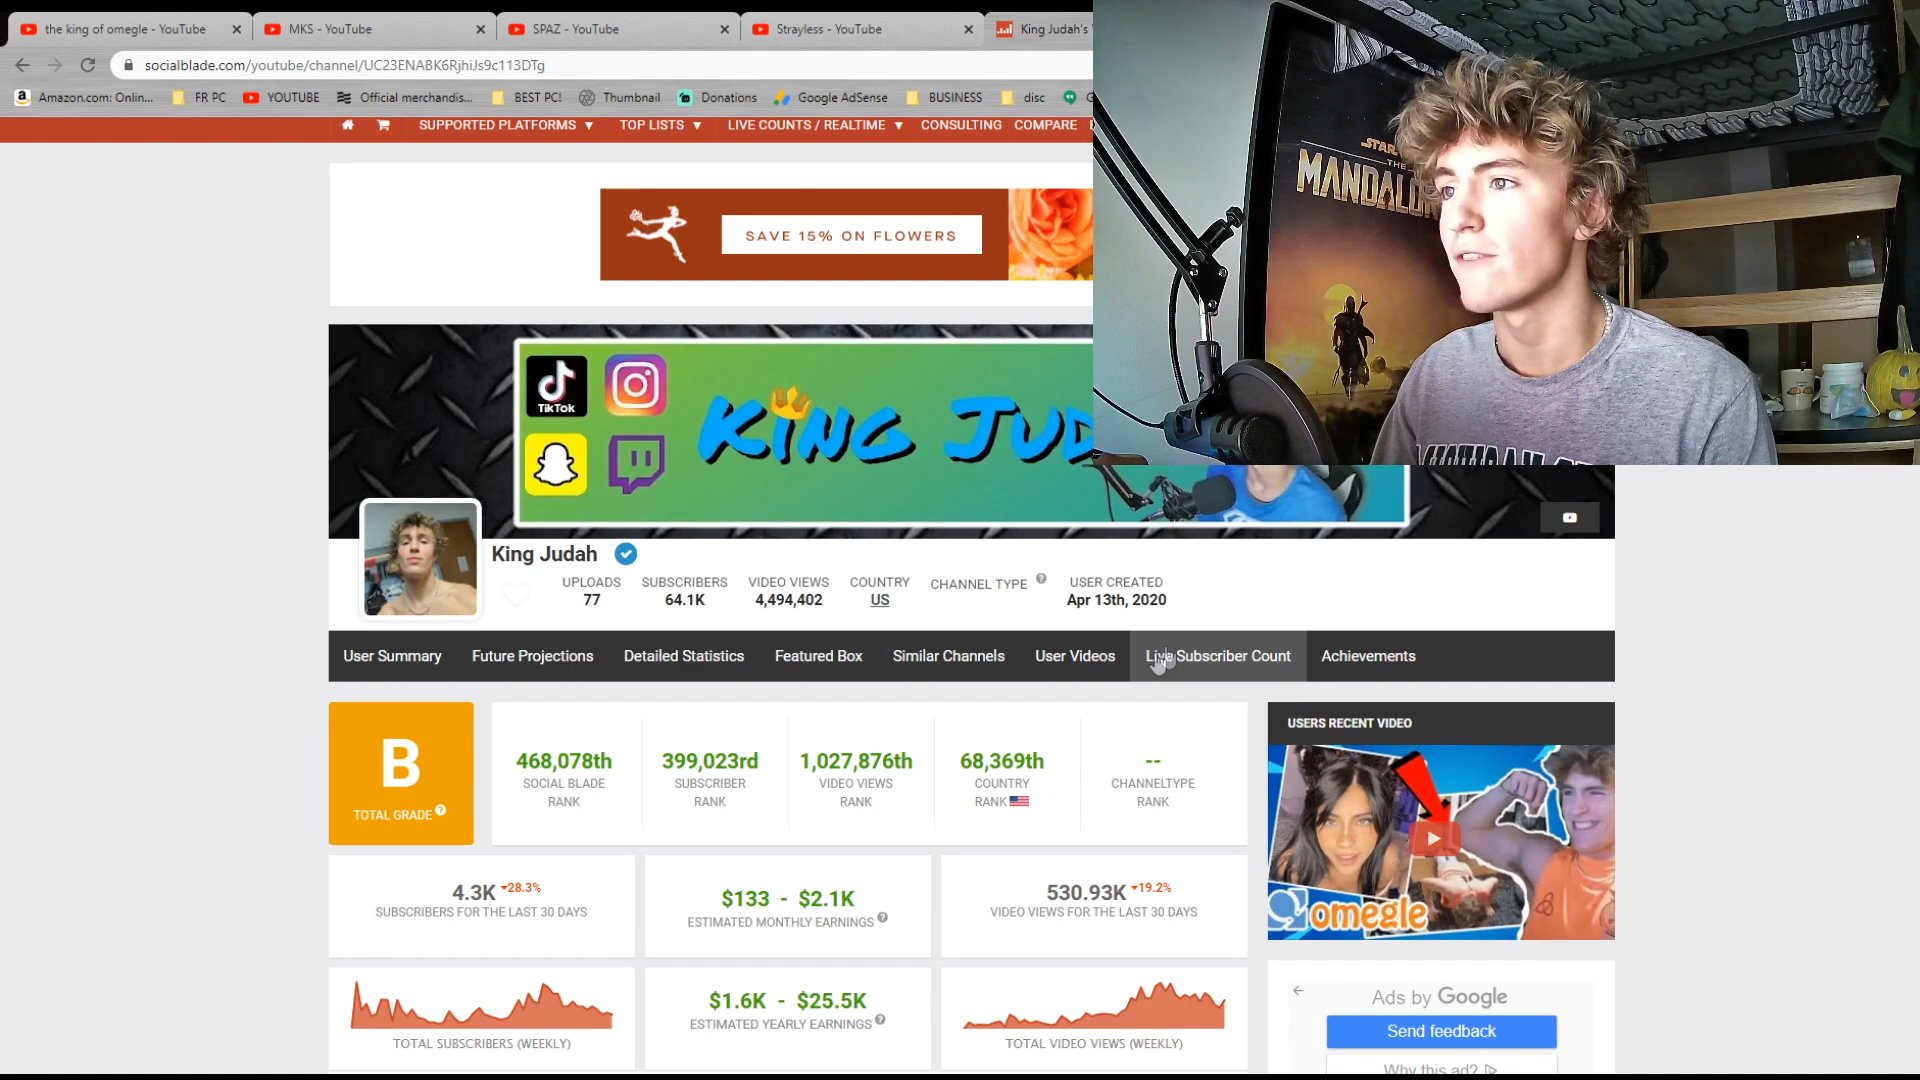 the king of omegle - YouTube
MKS - YouTube
SPAZ - YouTube
Strayless - YouTube
King Judah's
socialblade.com/youtube/channel/UC23ENABK6RjhiJs9c113DTg
Amazon.com: Onlin...
FR PC
YOUTUBE
Official merchandis...
BEST PC!
Thumbnail
Donations
Google AdSense
BUSINESS
disc
SUPPORTED PLATFORMS
TOP LISTS
LIVE COUNTS / REALTIME
CONSULTING
COMPARE
SAVE 15% ON FLOWERS
STAR
THE
MANDALOR
TikTok
KING JUD
King Judah
UPLOADS
77
SUBSCRIBERS
64.1K
VIDEO VIEWS
4,494,402
COUNTRY
US
CHANNEL TYPE
USER CREATED
Apr 13th, 2020
User Summary
Future Projections
Detailed Statistics
Featured Box
Similar Channels
User Videos
Live Subscriber Count
Achievements
B
TOTAL GRADE
468,078th
SOCIAL BLADE
RANK
399,023rd
SUBSCRIBER
RANK
1,027,876th
VIDEO VIEWS
RANK
68,369th
COUNTRY
RANK
--
CHANNELTYPE
RANK
USERS RECENT VIDEO
omegle
4.3K 28.3%
SUBSCRIBERS FOR THE LAST 30 DAYS
$133 - $2.1K
ESTIMATED MONTHLY EARNINGS
530.93K 19.2%
VIDEO VIEWS FOR THE LAST 30 DAYS
TOTAL SUBSCRIBERS (WEEKLY)
$1.6K - $25.5K
ESTIMATED YEARLY EARNINGS
TOTAL VIDEO VIEWS (WEEKLY)
Ads by Google
Send feedback
Why this ad?